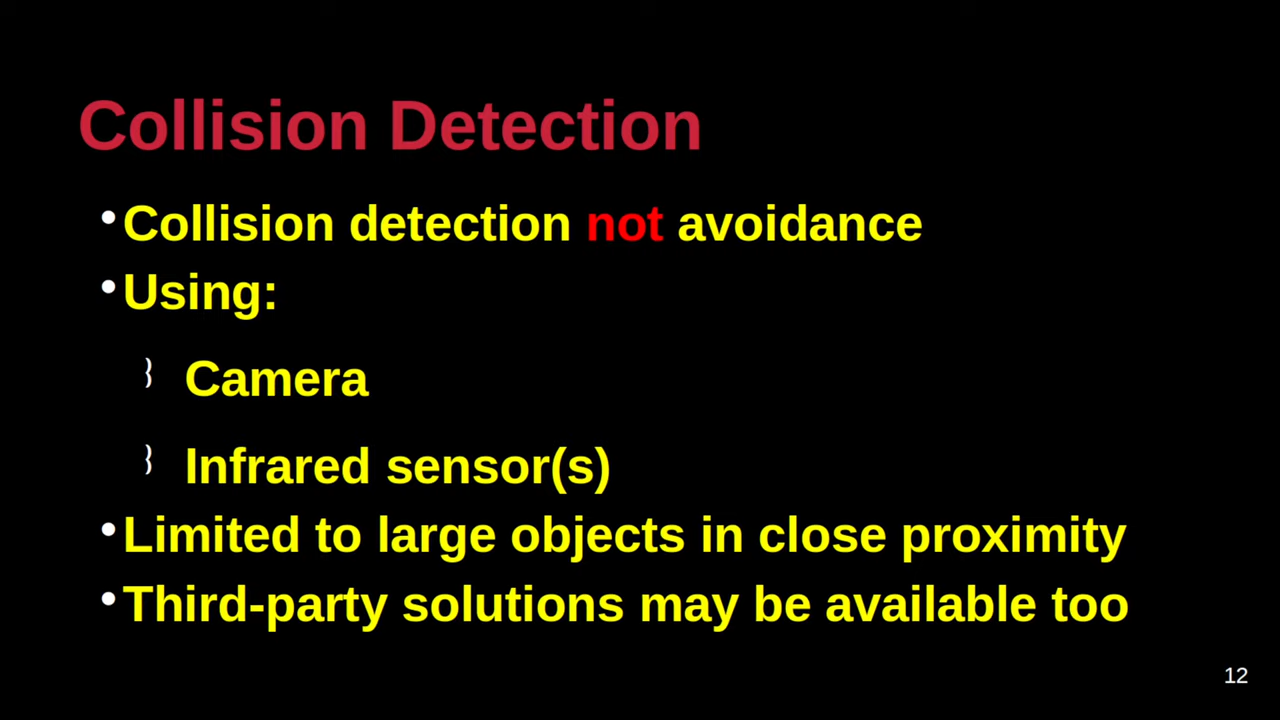 Collision Detection
•Collision detection not avoidance
•Using:
Camera
Infrared sensor(s)
•Limited to large objects in close proximity
•Third-party solutions may be available too
12